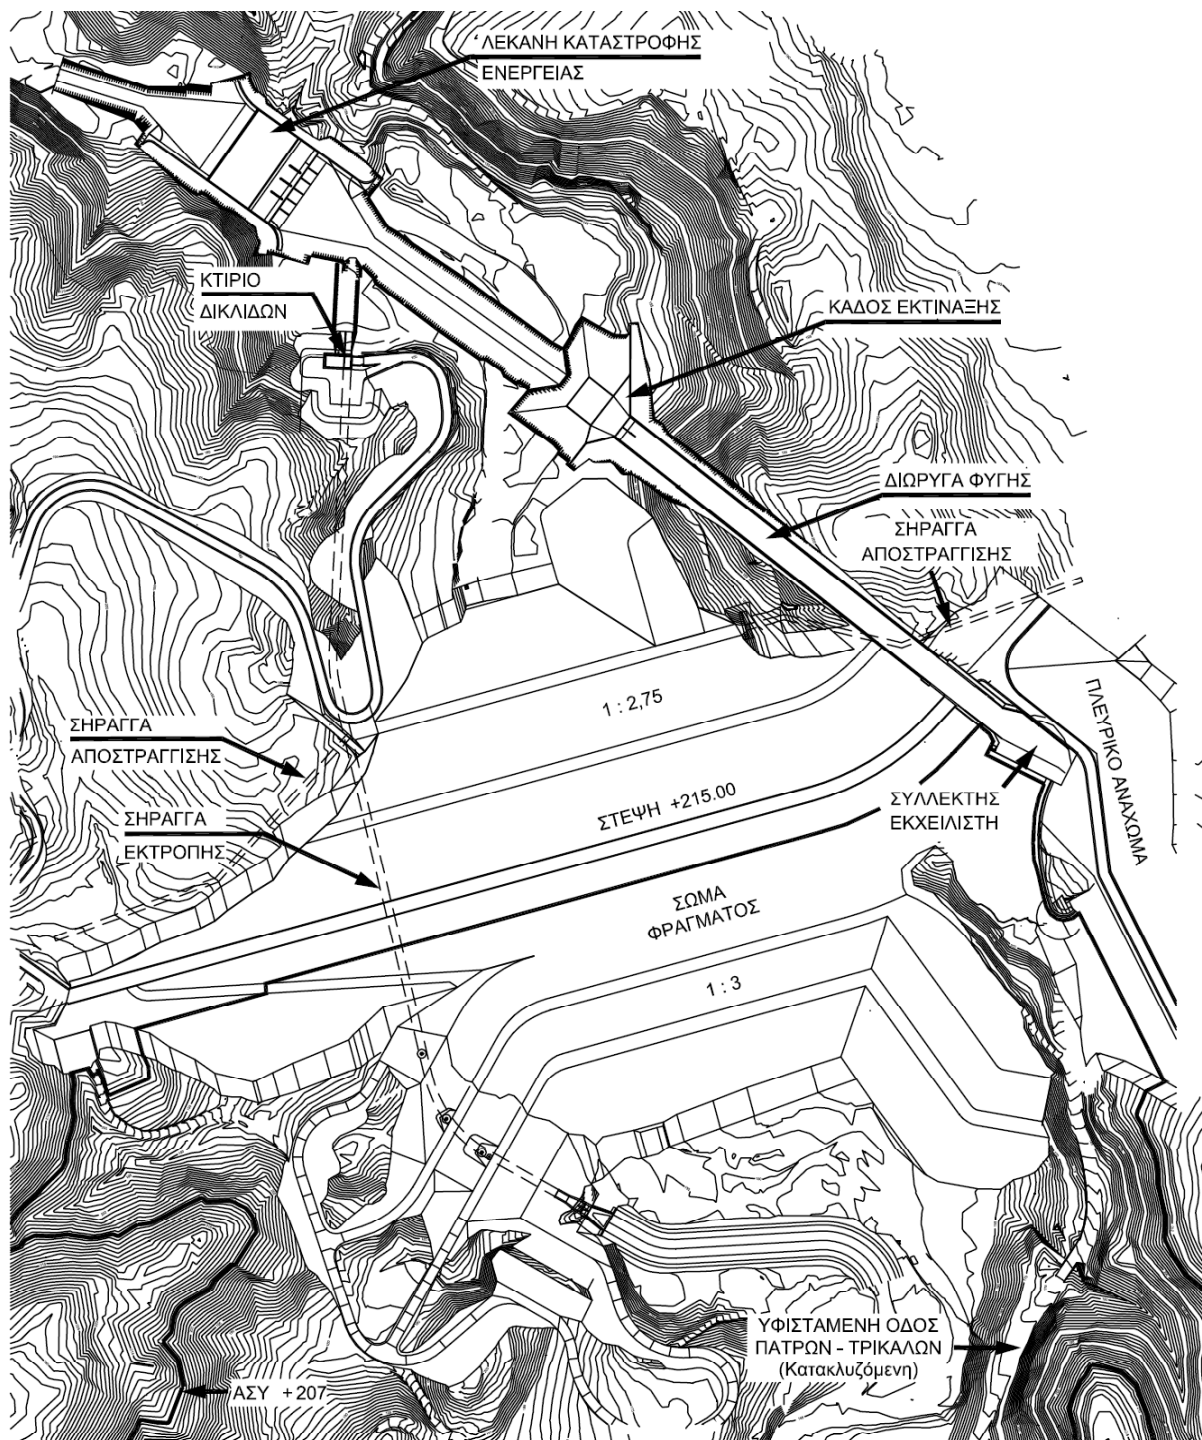 ΛΕΚΑΝΗ ΚΑΤΑΣΤΡΟΦΗΣ
ΕΝΕΡΓΕΙΑΣ
ΚΤΙΡΙΟ
ΔΙΚΛΙΔΩΝ
ΚΑΔΟΣ ΕΚΤΙΝΑΞΗΣ
ΔΙΩΡΥΓΑ ΦΥΓΗΣ
ΣΗΡΑΓΓΑ
ΑΠΟΣΤΡΑΓΓΙΣΗΣ
ΠΛΕΥΡΙΚΟ ΑΝΑΧΩΜΑ
1 : 2,75
ΣΗΡΑΓΓΑ
ΑΠΟΣΤΡΑΓΓΙΣΗΣ
ΣΤΕΨΗ +215.00
ΣΥΛΛΕΚΤΗΣ
ΕΚΧΕΙΛΙΣΤΗ
ΣΗΡΑΓΓΑ
ΕΚΤΡΟΠΗΣ
ΣΩΜΑ
ΦΡΑΓΜΑΤΟΣ
1 : 3
ΥΦΙΣΤΑΜΕΝΗ ΟΔΟΣ
ΠΑΤΡΩΝ - ΤΡΙΚΑΛΩΝ
(Κατακλυζόμενη)
ΑΣΥ +207